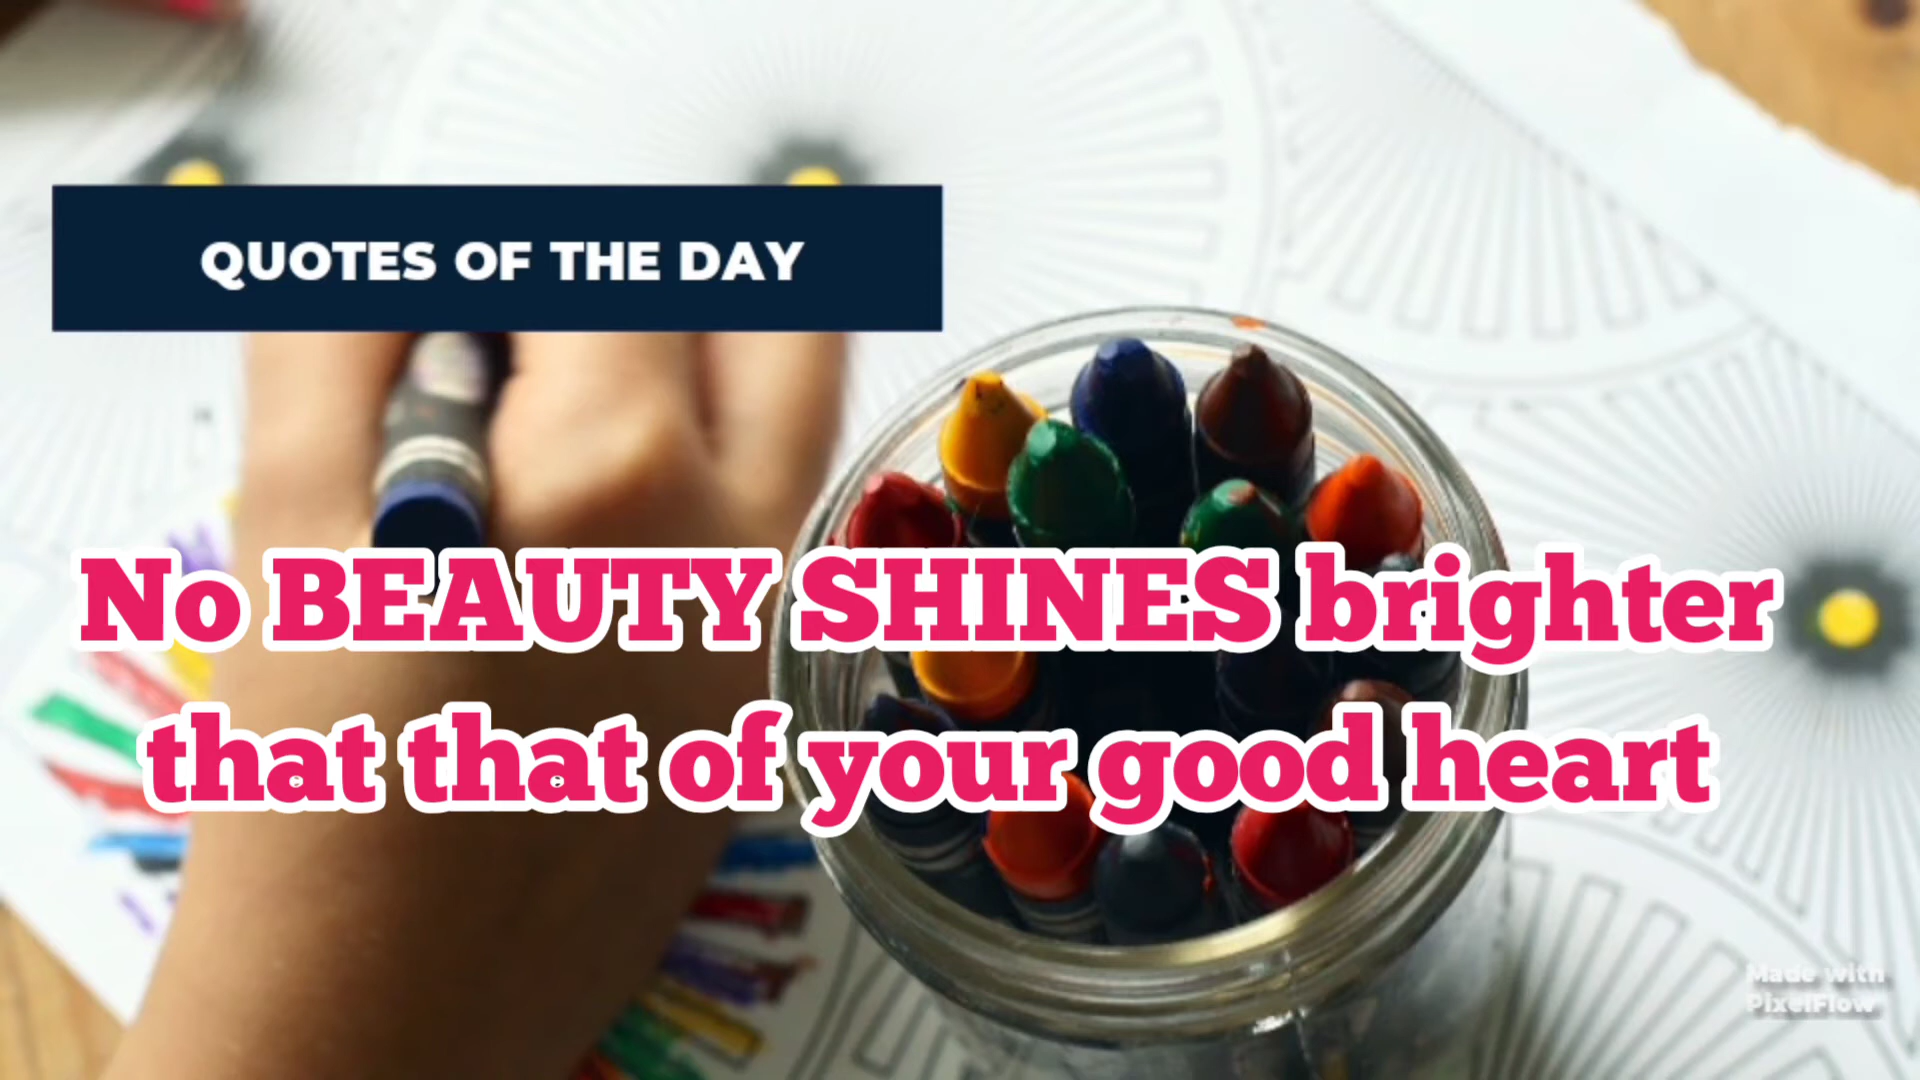 QUOTES OF THE DAY
No BEAUTY SHINES brighter
that that of your good heart
Made with
PixelFlow